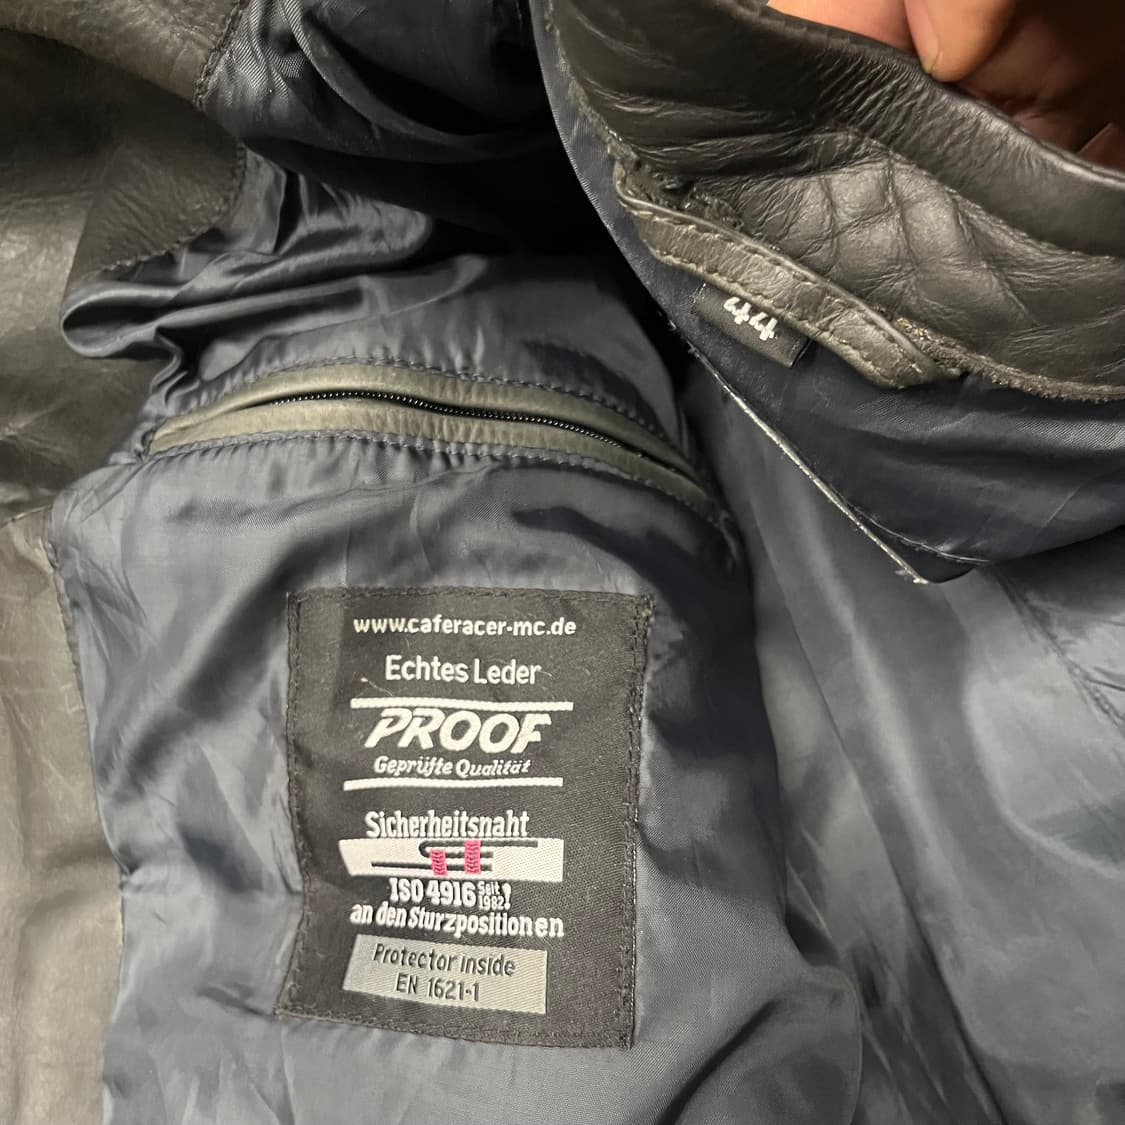 www.caferacer-mc.de
Echtes Leder
PROOF
Geprüfte Qualität
Sicherheitsnaht
ISO 4916 Seit 1982!
an den Sturzpositionen
Protector inside
EN 1621-1